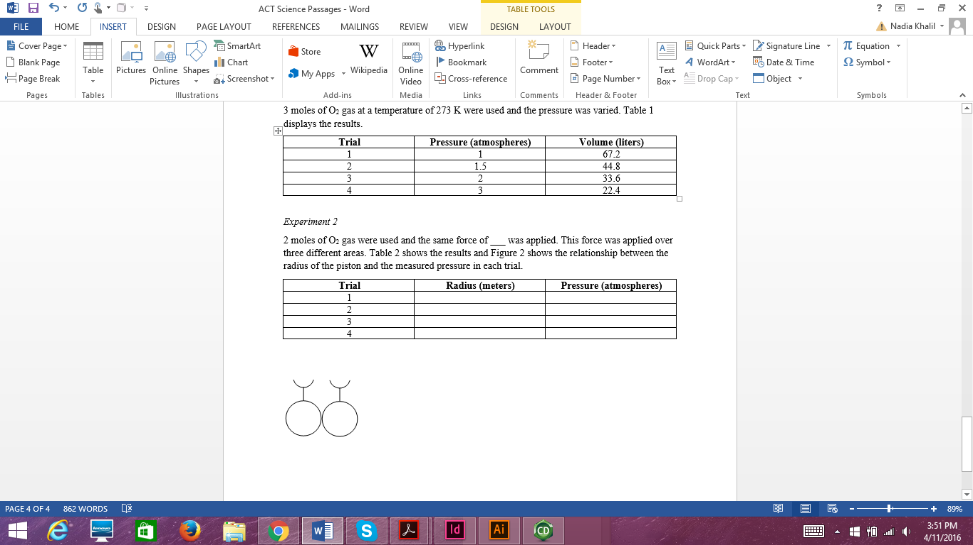 ACT Science Passages - Word
TABLE TOOLS
?
FILE HOME INSERT DESIGN PAGE LAYOUT REFERENCES MAILINGS REVIEW VIEW DESIGN LAYOUT Nadia Khalil
Cover Page
Blank Page
Page Break
Pages
Table
Tables
Pictures
Online Pictures
Shapes
SmartArt
Chart
Screenshot
Illustrations
Store
My Apps
W
Wikipedia
Add-ins
Online Video
Media
Hyperlink
Bookmark
Cross-reference
Links
Comment
Comments
Header
Footer
Page Number
Header & Footer
Text Box
Quick Parts
WordArt
Drop Cap
Signature Line
Date & Time
Object
Text
π Equation
Ω Symbol
Symbols
3 moles of O₂ gas at a temperature of 273 K were used and the pressure was varied. Table 1
displays the results.
Trial Pressure (atmospheres) Volume (liters)
1 1 67.2
2 1.5 44.8
3 2 33.6
4 3 22.4
Experiment 2
2 moles of O₂ gas were used and the same force of ___ was applied. This force was applied over
three different areas. Table 2 shows the results and Figure 2 shows the relationship between the
radius of the piston and the measured pressure in each trial.
Trial Radius (meters) Pressure (atmospheres)
1
2
3
4
PAGE 4 OF 4 862 WORDS 89%
Id Ai CD
3:51 PM
4/11/2016